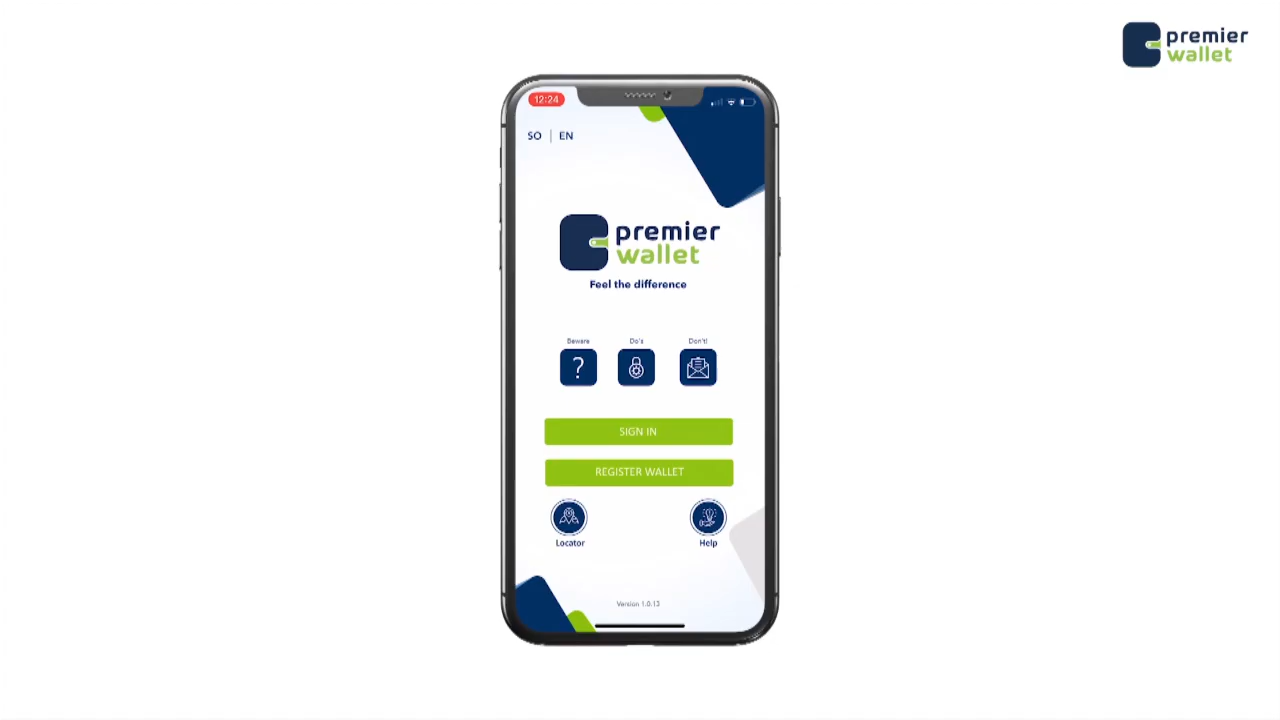 premier
wallet
12:24
SO | EN
premier
wallet
Feel the difference
Beware
Do's
Don't!
?
SIGN IN
REGISTER WALLET
Locator
Help
Version 1.0.13